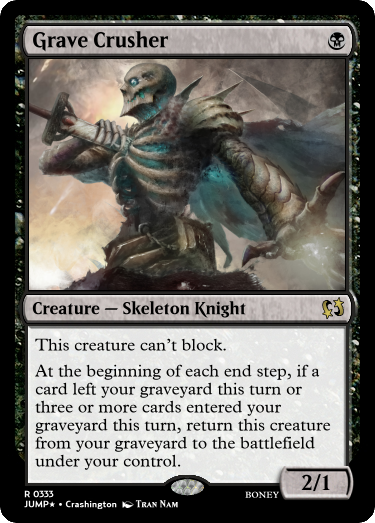 Grave Crusher
Creature — Skeleton Knight
This creature can't block.
At the beginning of each end step, if a
card left your graveyard this turn or
three or more cards entered your
graveyard this turn, return this creature
from your graveyard to the battlefield
under your control.
2/1
R 0333
BONEY
JUMP★ • Crashington Tran Nam